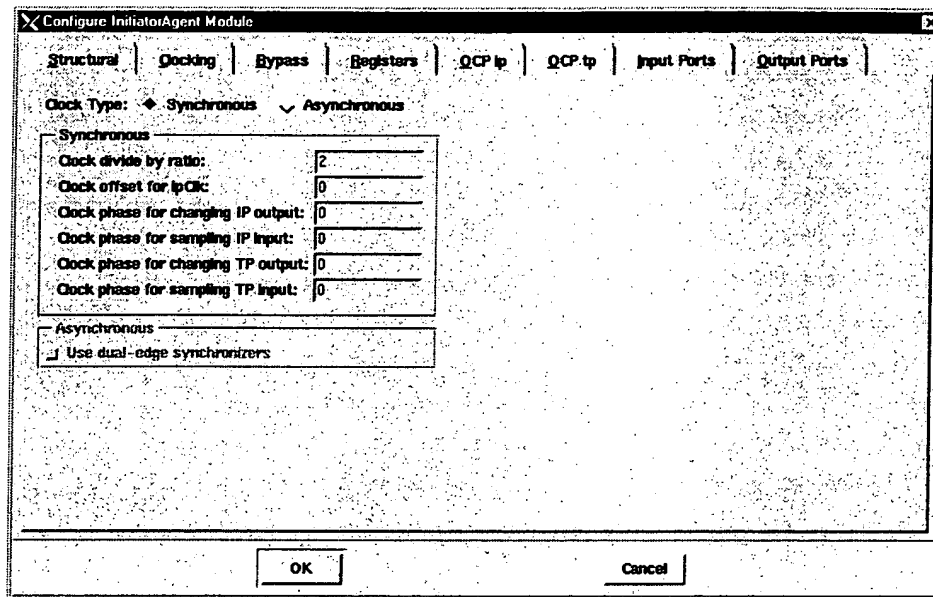 Configure InitiatorAgent Module
Structural Clocking Bypass Registers OCP ip OCP tp Input Ports Output Ports
Clock Type: Synchronous Asynchronous
Synchronous
Clock divide by ratio: 2
Clock offset for ipClk: 0
Clock phase for changing IP output: 0
Clock phase for sampling IP input: 0
Clock phase for changing TP output: 0
Clock phase for sampling TP input: 0
Asynchronous
Use dual-edge synchronizers
OK Cancel